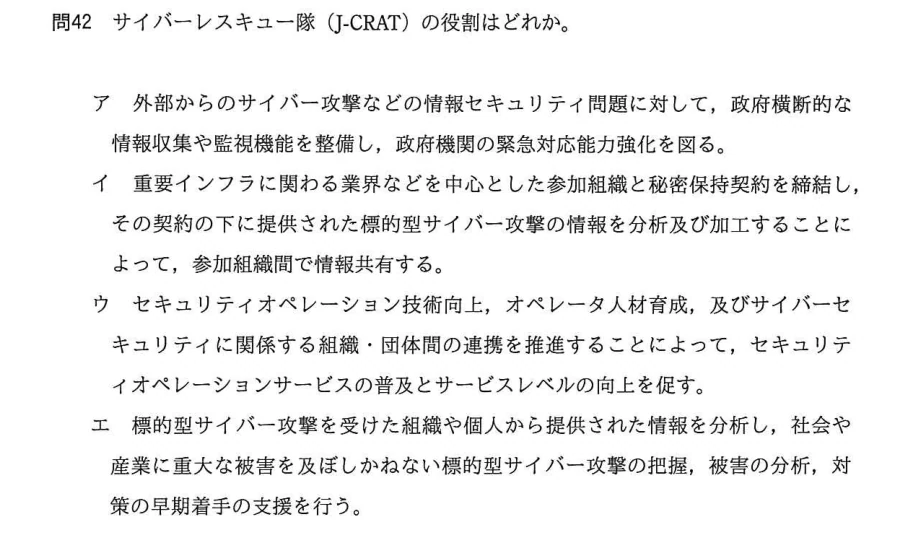 問42 サイバーレスキュー隊（J-CRAT）の役割はどれか。
ア 外部からのサイバー攻撃などの情報セキュリティ問題に対して，政府横断的な
情報収集や監視機能を整備し，政府機関の緊急対応能力強化を図る。
イ 重要インフラに関わる業界などを中心とした参加組織と秘密保持契約を締結し，
その契約の下に提供された標的型サイバー攻撃の情報を分析及び加工することに
よって，参加組織間で情報共有する。
ウ セキュリティオペレーション技術向上，オペレータ人材育成，及びサイバーセ
キュリティに関係する組織・団体間の連携を推進することによって，セキュリテ
ィオペレーションサービスの普及とサービスレベルの向上を促す。
エ 標的型サイバー攻撃を受けた組織や個人から提供された情報を分析し，社会や
産業に重大な被害を及ぼしかねない標的型サイバー攻撃の把握，被害の分析，対
策の早期着手の支援を行う。